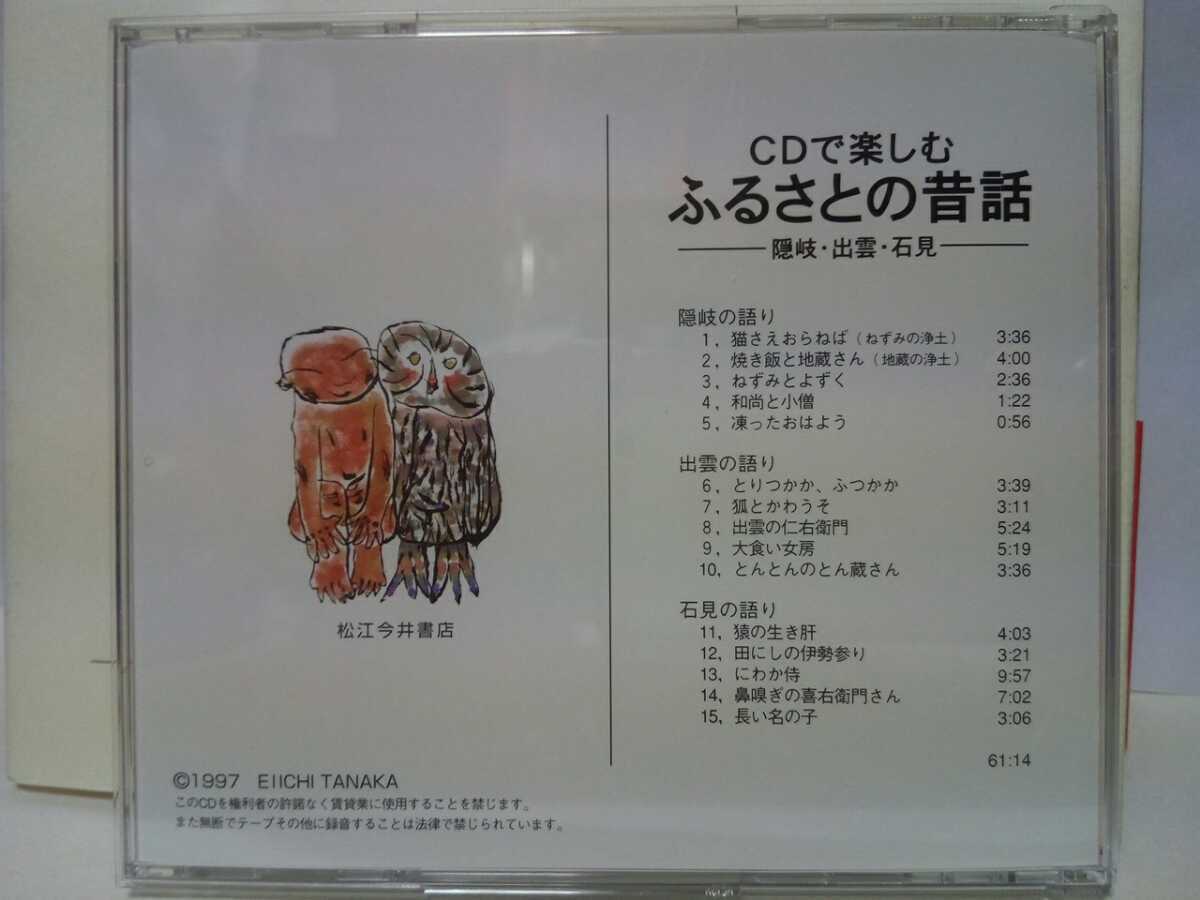 CDで楽しむ
ふるさとの昔話
隠岐・出雲・石見
隠岐の語り
1，猫さえおらねば（ねずみの浄土） 3:36
2，焼き飯と地蔵さん（地蔵の浄土） 4:00
3，ねずみとよずく 2:36
4，和尚と小僧 1:22
5，凍ったおはよう 0:56
出雲の語り
6，とりつかか、ふつかか 3:39
7，狐とかわうそ 3:11
8，出雲の仁右衛門 5:24
9，大食い女房 5:19
10，とんとんのとん蔵さん 3:36
石見の語り
11，猿の生き肝 4:03
12，田にしの伊勢参り 3:21
13，にわか侍 9:57
14，鼻嗅ぎの喜右衛門さん 7:02
15，長い名の子 3:06
61:14
松江今井書店
©1997 EIICHI TANAKA
このCDを権利者の許諾なく賃貸業に使用することを禁じます。
また無断でテープその他に録音することは法律で禁じられています。